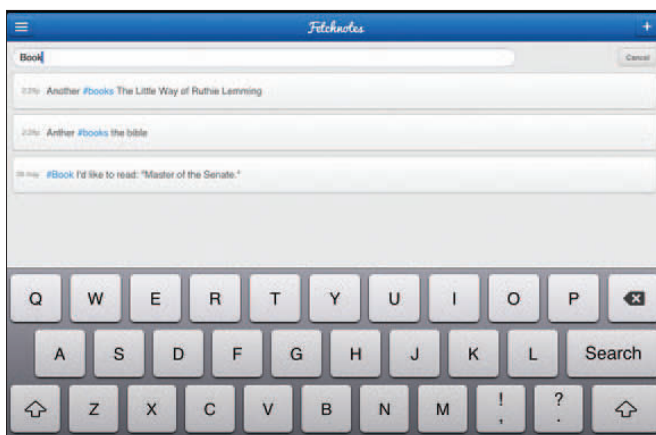 Fetchnotes
+
Book
Cancel
Another #books The Little Way of Ruthie Lemming
Anther #books the bible
#Book I'd like to read: "Master of the Senate."
Q W E R T Y U I O P
A S D F G H J K L Search
Z X C V B N M ! , ? .